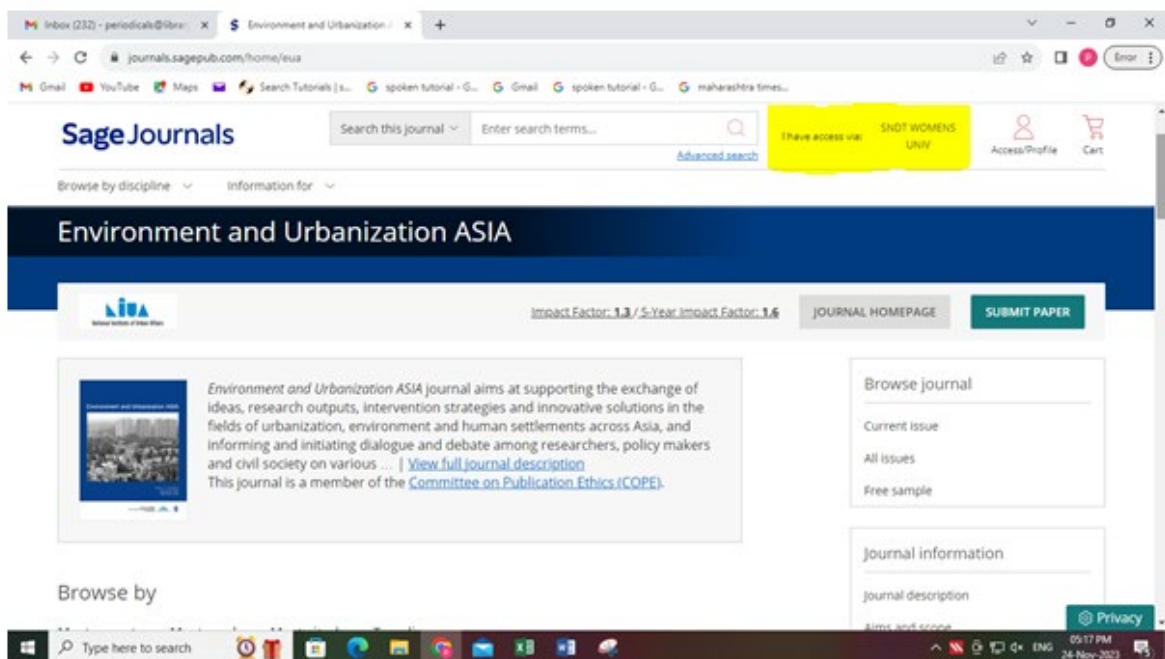 Inbox (232) - periodicals@librar
Environment and Urbanization
journals.sagepub.com/home/eua
Error
Gmail
YouTube
Maps
Search Tutorials | s...
spoken tutorial - G...
Gmail
spoken tutorial - G...
maharashtra times...
Sage Journals
Search this journal
Enter search terms...
Advanced search
I have access via:
SNDT WOMENS
UNIV
Access/Profile
Cart
Browse by discipline
Information for
Environment and Urbanization ASIA
NIUA
Impact Factor: 1.3 / 5-Year Impact Factor: 1.6
JOURNAL HOMEPAGE
SUBMIT PAPER
Environment and Urbanization ASIA journal aims at supporting the exchange of
ideas, research outputs, intervention strategies and innovative solutions in the
fields of urbanization, environment and human settlements across Asia, and
informing and initiating dialogue and debate among researchers, policy makers
and civil society on various ... | View full journal description
This journal is a member of the Committee on Publication Ethics (COPE).
Browse journal
Current issue
All issues
Free sample
Journal information
Journal description
Aims and scope
Browse by
Privacy
Type here to search
ENG
05:17 PM
24-Nov-2023